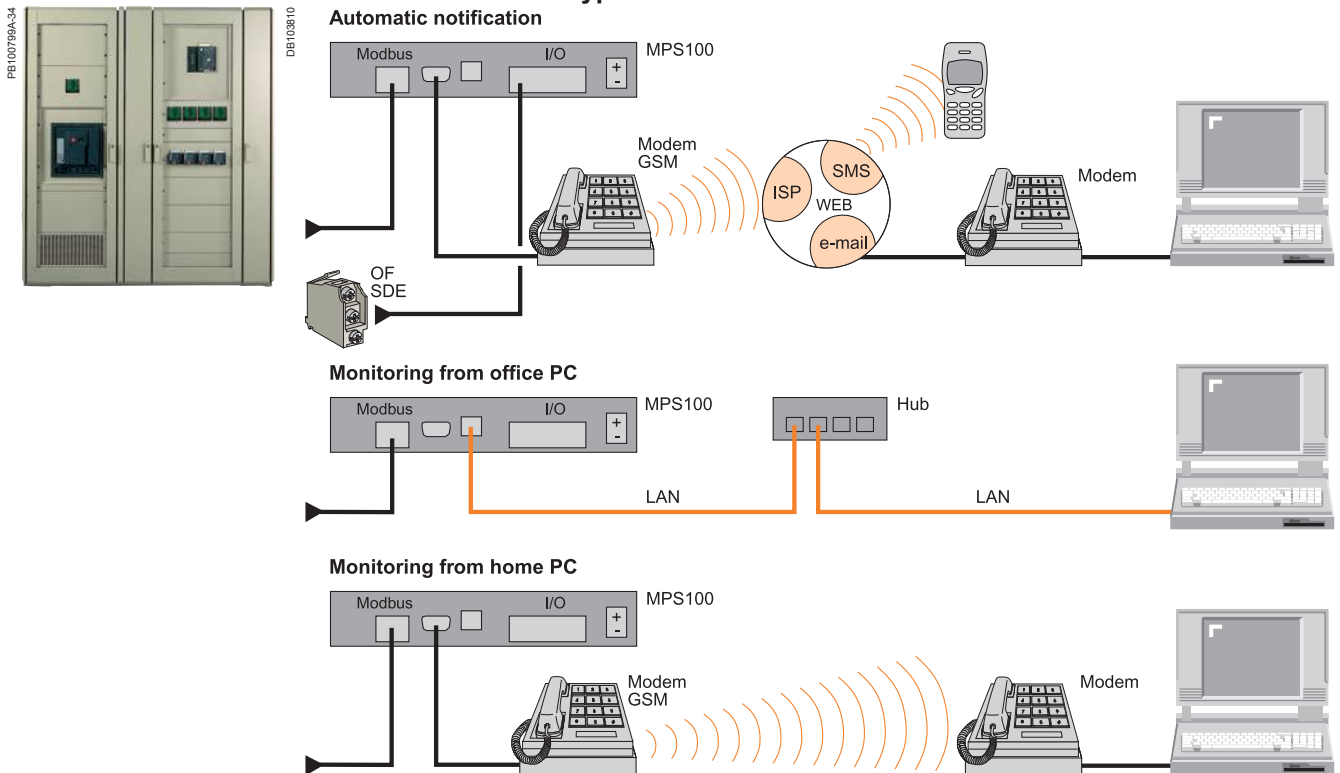 PB100799A-34
DB103810
Automatic notification
Modbus
I/O
MPS100
+
-
Modem
GSM
ISP
SMS
WEB
e-mail
Modem
OF
SDE
Monitoring from office PC
Modbus
I/O
MPS100
+
-
Hub
LAN
LAN
Monitoring from home PC
Modbus
I/O
MPS100
+
-
Modem
GSM
Modem